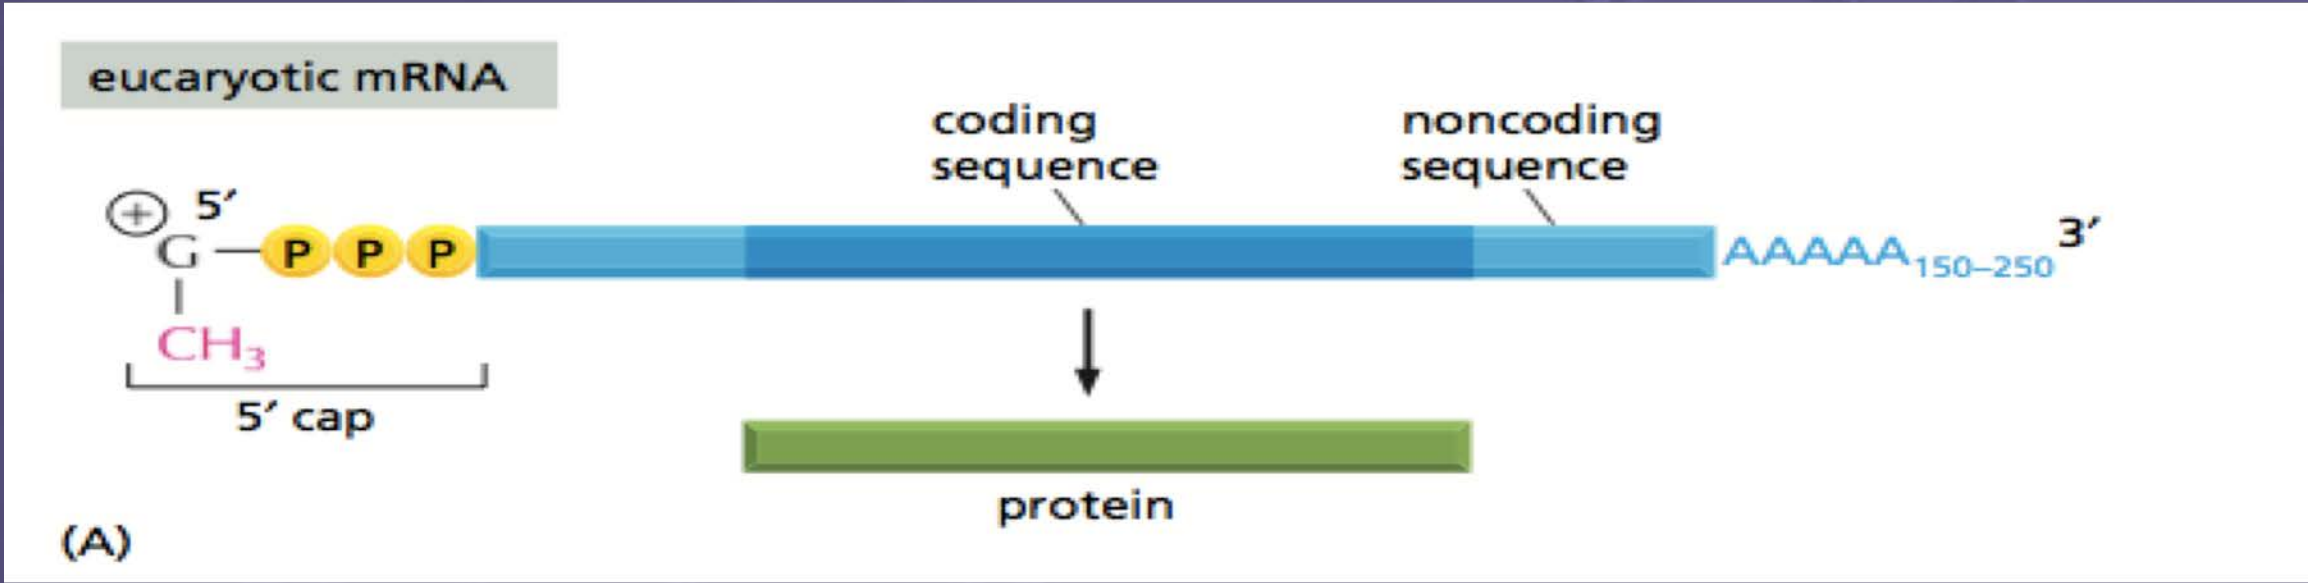 eucaryotic mRNA
coding
sequence
noncoding
sequence
+
5′
G
P P P
AAAAA150–250
3′
CH3
5′ cap
protein
(A)